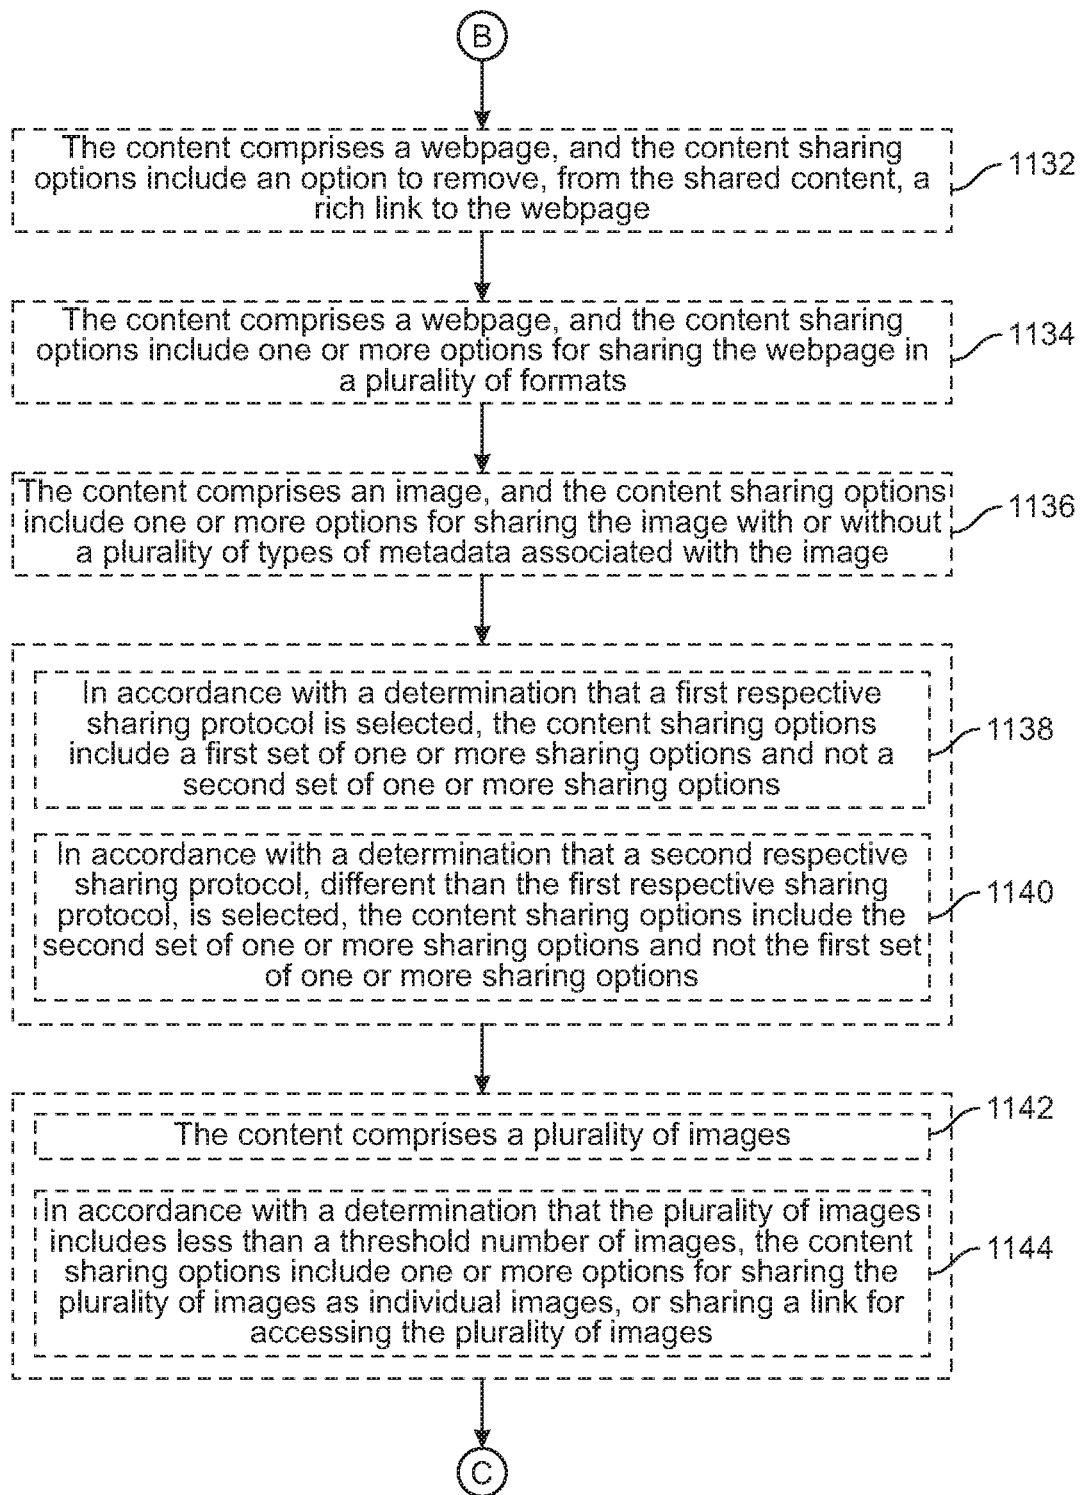 B
The content comprises a webpage, and the content sharing
options include an option to remove, from the shared content, a
rich link to the webpage
1132
The content comprises a webpage, and the content sharing
options include one or more options for sharing the webpage in
a plurality of formats
1134
The content comprises an image, and the content sharing options
include one or more options for sharing the image with or without
a plurality of types of metadata associated with the image
1136
In accordance with a determination that a first respective
sharing protocol is selected, the content sharing options
include a first set of one or more sharing options and not a
second set of one or more sharing options
1138
In accordance with a determination that a second respective
sharing protocol, different than the first respective sharing
protocol, is selected, the content sharing options include the
second set of one or more sharing options and not the first set
of one or more sharing options
1140
The content comprises a plurality of images
1142
In accordance with a determination that the plurality of images
includes less than a threshold number of images, the content
sharing options include one or more options for sharing the
plurality of images as individual images, or sharing a link for
accessing the plurality of images
1144
C